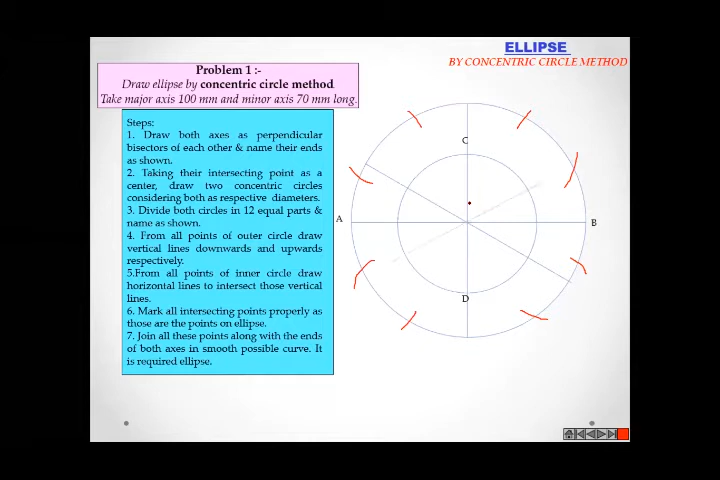 ELLIPSE
BY CONCENTRIC CIRCLE METHOD
Problem 1 :-
Draw ellipse by concentric circle method.
Take major axis 100 mm and minor axis 70 mm long.
Steps:
1. Draw both axes as perpendicular
bisectors of each other & name their ends
as shown.
2. Taking their intersecting point as a
center, draw two concentric circles
considering both as respective diameters.
3. Divide both circles in 12 equal parts &
name as shown.
4. From all points of outer circle draw
vertical lines downwards and upwards
respectively.
5.From all points of inner circle draw
horizontal lines to intersect those vertical
lines.
6. Mark all intersecting points properly as
those are the points on ellipse.
7. Join all these points along with the ends
of both axes in smooth possible curve. It
is required ellipse.
C
A
B
D